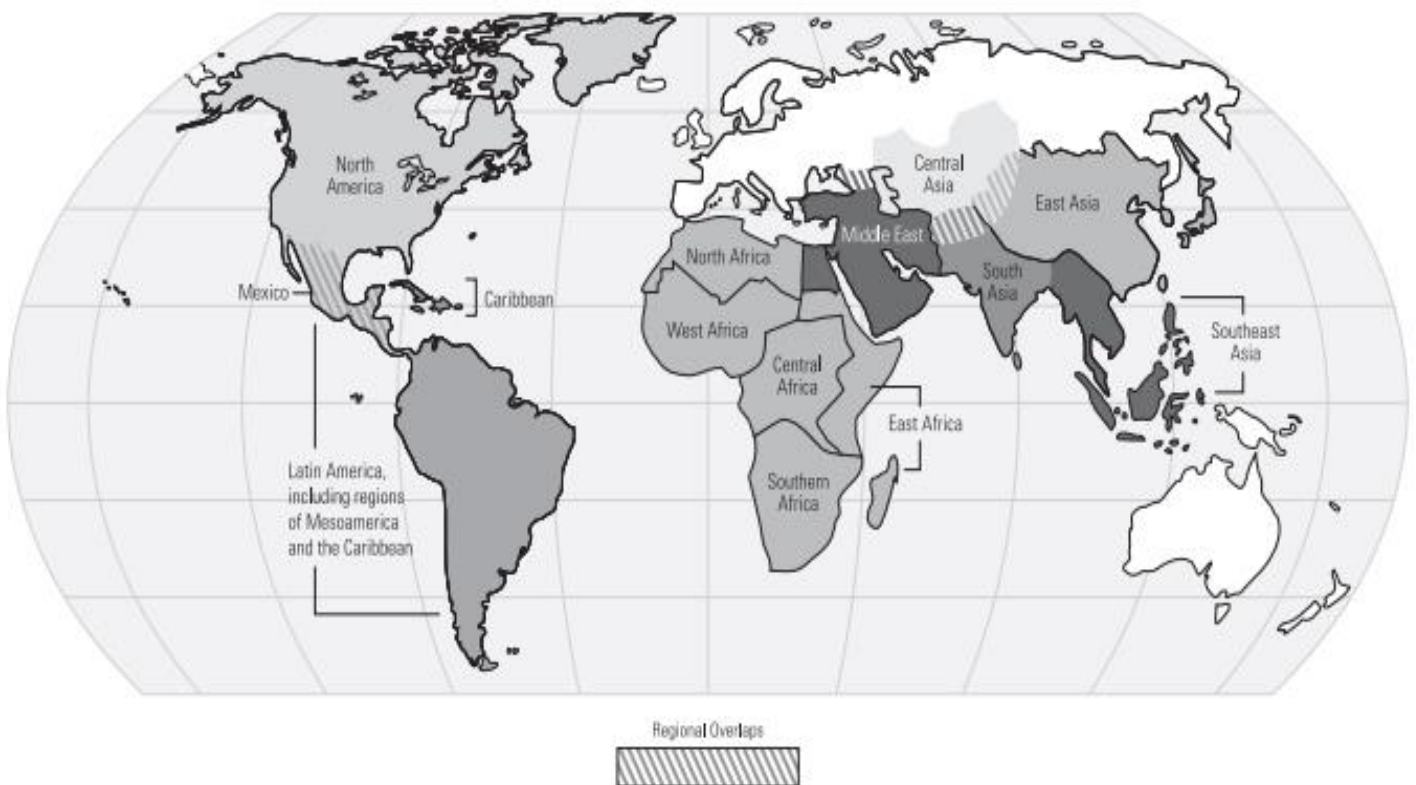 North
America
Central
Asia
East Asia
Middle East
North Africa
South
Asia
Mexico
Caribbean
West Africa
Southeast
Asia
Central
Africa
East Africa
Latin America,
including regions
of Mesoamerica
and the Caribbean
Southern
Africa
Regional Overlaps